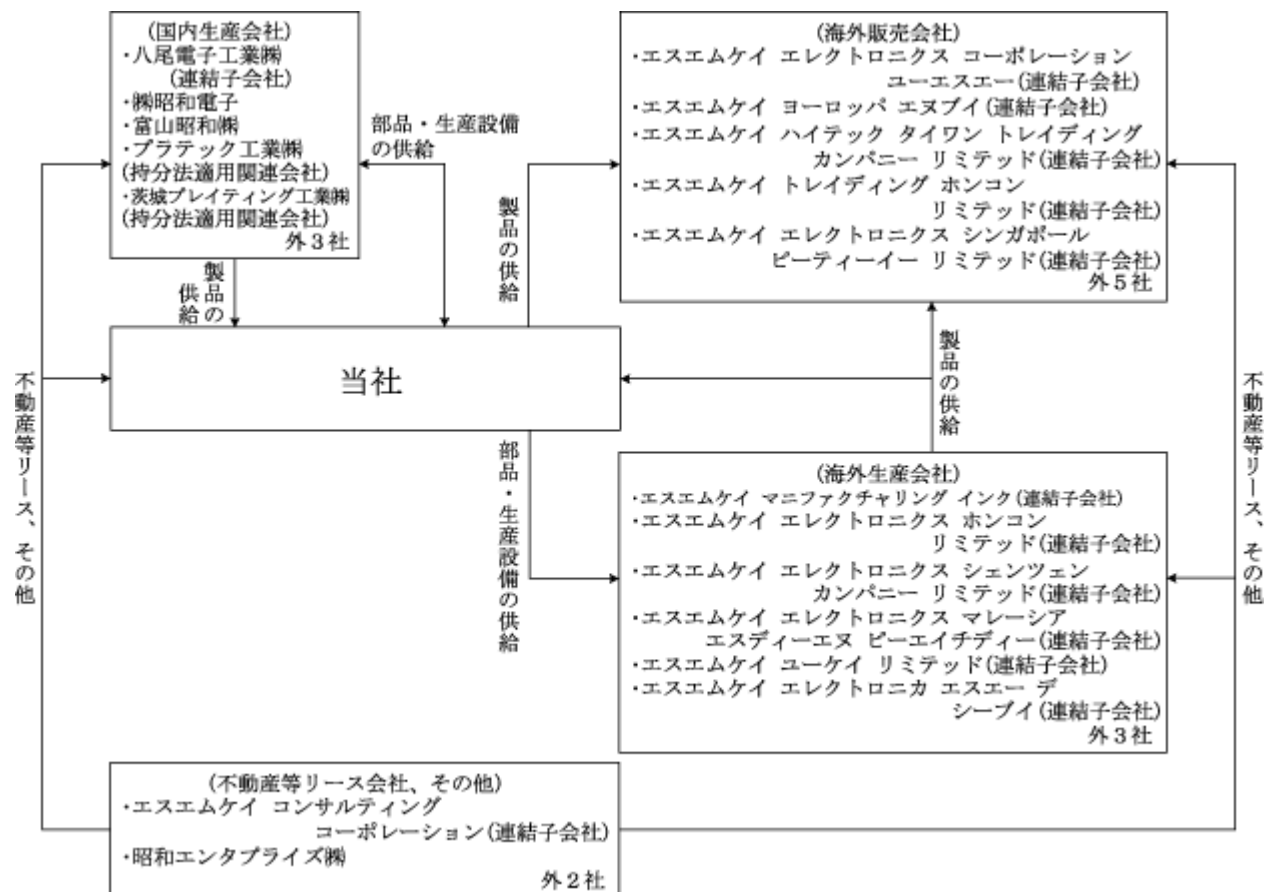 (国内生産会社)
・八尾電子工業㈱
(連結子会社)
・㈱昭和電子
・富山昭和㈱
・プラテック工業㈱
(持分法適用関連会社)
・茨城プレイティング工業㈱
(持分法適用関連会社)
外3社
部品・生産設備
の供給
製品の
供給
製品の供給
(海外販売会社)
・エスエムケイ エレクトロニクス コーポレーション
ユーエスエー(連結子会社)
・エスエムケイ ヨーロッパ エヌブイ(連結子会社)
・エスエムケイ ハイテック タイワン トレイディング
カンパニー リミテッド(連結子会社)
・エスエムケイ トレイディング ホンコン
リミテッド(連結子会社)
・エスエムケイ エレクトロニクス シンガポール
ピーティーイー リミテッド(連結子会社)
外5社
当社
製品の供給
不動産等リース、その他
不動産等リース、その他
部品・生産設備の供給
(海外生産会社)
・エスエムケイ マニファクチャリング インク(連結子会社)
・エスエムケイ エレクトロニクス ホンコン
リミテッド(連結子会社)
・エスエムケイ エレクトロニクス シェンツェン
カンパニー リミテッド(連結子会社)
・エスエムケイ エレクトロニクス マレーシア
エスディーエヌ ビーエイチディー(連結子会社)
・エスエムケイ ユーケイ リミテッド(連結子会社)
・エスエムケイ エレクトロニカ エスエー デ
シーブイ(連結子会社)
外3社
(不動産等リース会社、その他)
・エスエムケイ コンサルティング
コーポレーション(連結子会社)
・昭和エンタプライズ㈱
外2社